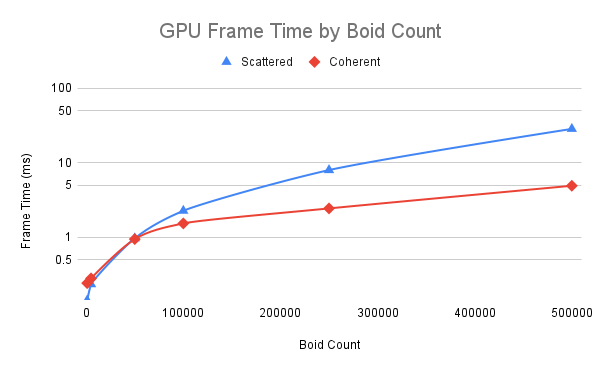 GPU Frame Time by Boid Count
Scattered Coherent
Frame Time (ms)
100
50
10
5
1
0.5
0 100000 200000 300000 400000 500000
Boid Count